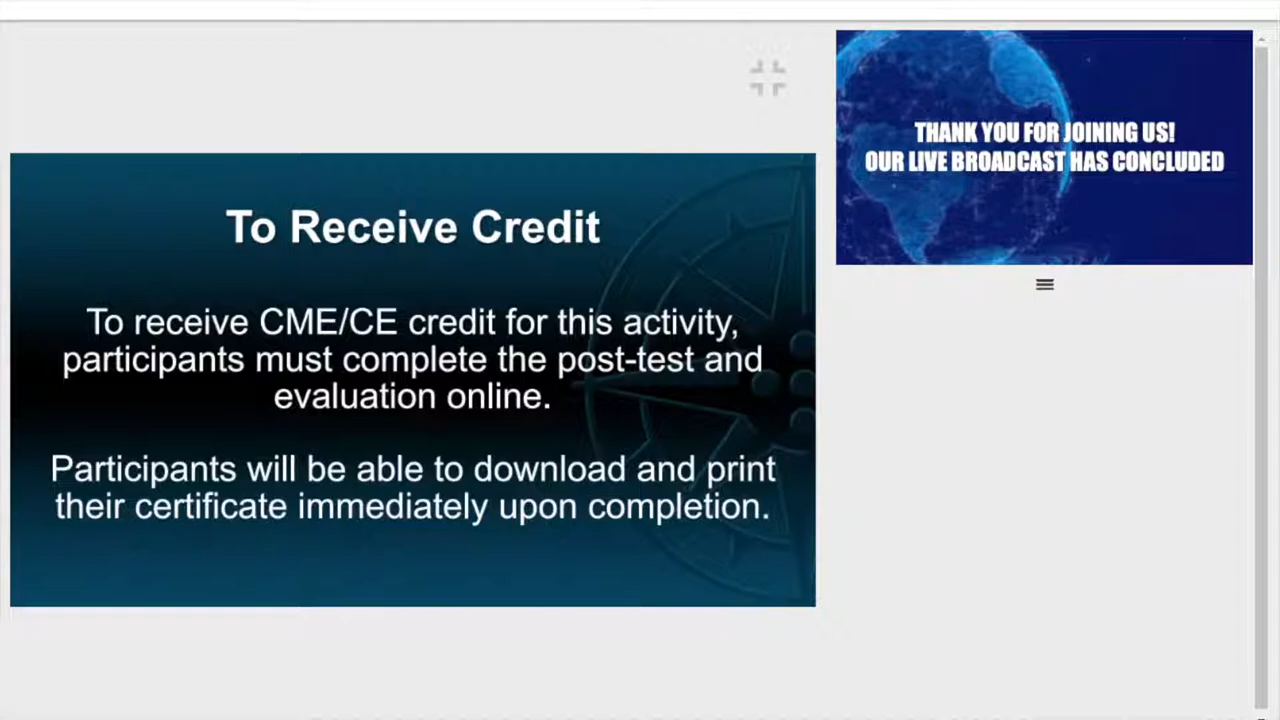 To Receive Credit
To receive CME/CE credit for this activity,
participants must complete the post-test and
evaluation online.
Participants will be able to download and print
their certificate immediately upon completion.
THANK YOU FOR JOINING US!
OUR LIVE BROADCAST HAS CONCLUDED